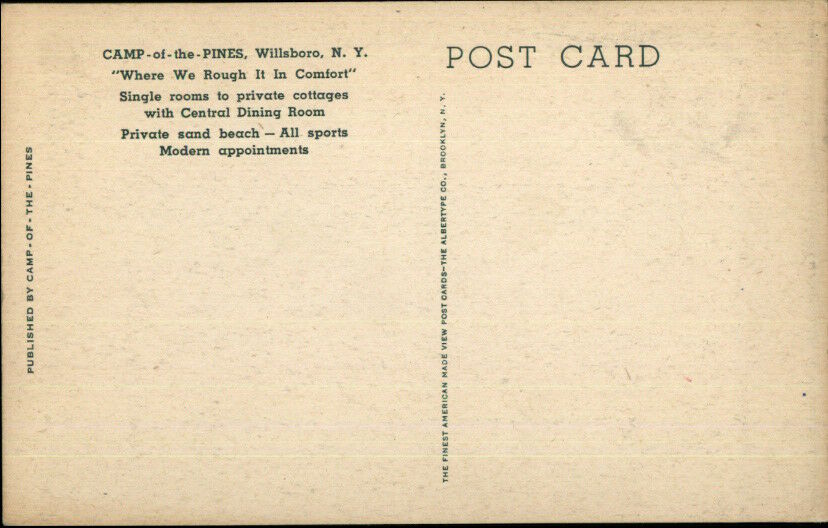 CAMP-of-the-PINES, Willsboro, N. Y.
"Where We Rough It In Comfort"
Single rooms to private cottages
with Central Dining Room
Private sand beach — All sports
Modern appointments
PUBLISHED BY CAMP-OF-THE-PINES
POST CARD
THE FINEST AMERICAN MADE VIEW POST CARDS—THE ALBERTYPE CO., BROOKLYN, N. Y.